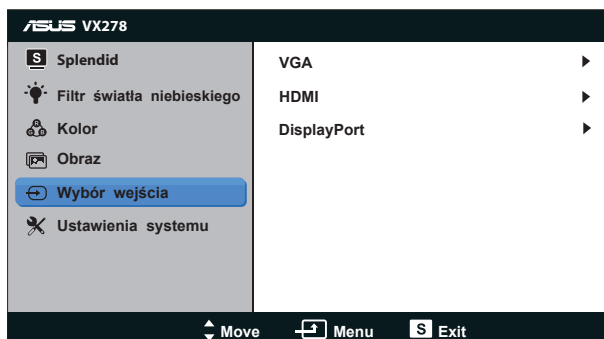 ASUS VX278
S Splendid
Filtr światła niebieskiego
Kolor
Obraz
Wybór wejścia
Ustawienia systemu
VGA
HDMI
DisplayPort
Move Menu S Exit